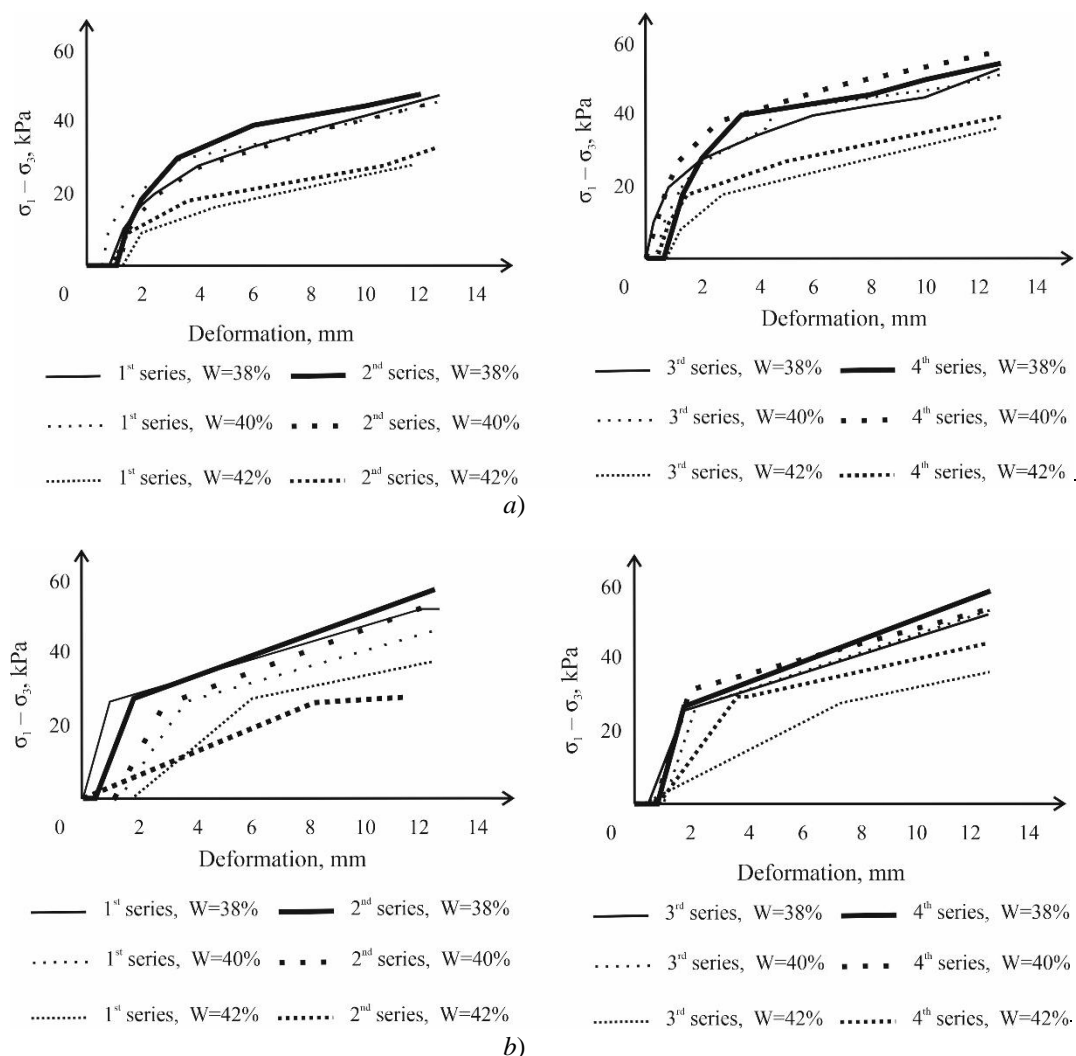 60
40
20
σ₁ – σ₃, kPa
0 2 4 6 8 10 12 14
Deformation, mm
1st series, W=38% 2nd series, W=38%
1st series, W=40% 2nd series, W=40%
1st series, W=42% 2nd series, W=42%
60
40
20
σ₁ – σ₃, kPa
0 2 4 6 8 10 12 14
Deformation, mm
3rd series, W=38% 4th series, W=38%
3rd series, W=40% 4th series, W=40%
3rd series, W=42% 4th series, W=42%
a)
60
40
20
σ₁ – σ₃, kPa
0 2 4 6 8 10 12 14
Deformation, mm
1st series, W=38% 2nd series, W=38%
1st series, W=40% 2nd series, W=40%
1st series, W=42% 2nd series, W=42%
60
40
20
σ₁ – σ₃, kPa
0 2 4 6 8 10 12 14
Deformation, mm
3rd series, W=38% 4th series, W=38%
3rd series, W=40% 4th series, W=40%
3rd series, W=42% 4th series, W=42%
b)